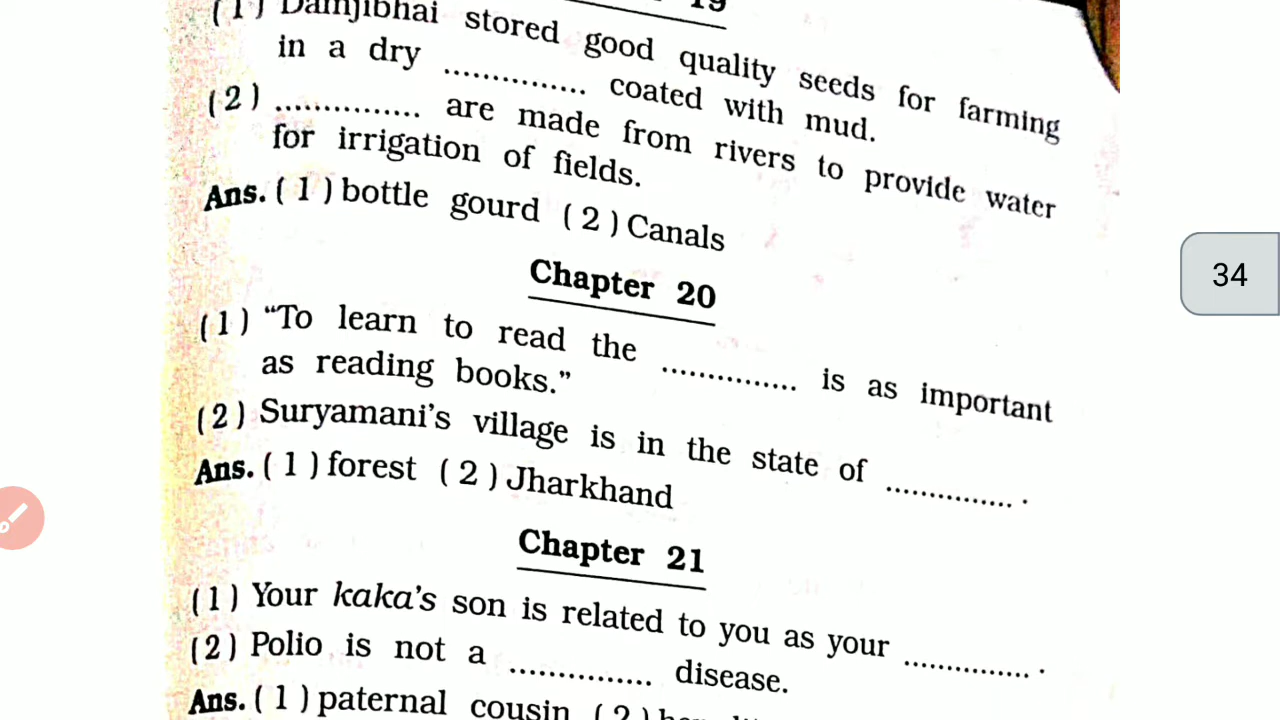 19
(1) Damjibhai stored good quality seeds for farming
in a dry ............... coated with mud.
(2) ............... are made from rivers to provide water
for irrigation of fields.
Ans. (1) bottle gourd (2) Canals
Chapter 20
(1) “To learn to read the ............... is as important
as reading books.”
(2) Suryamani’s village is in the state of ............... .
Ans. (1) forest (2) Jharkhand
Chapter 21
(1) Your kaka’s son is related to you as your ............... .
(2) Polio is not a ............... disease.
Ans. (1) paternal cousin (2)
34